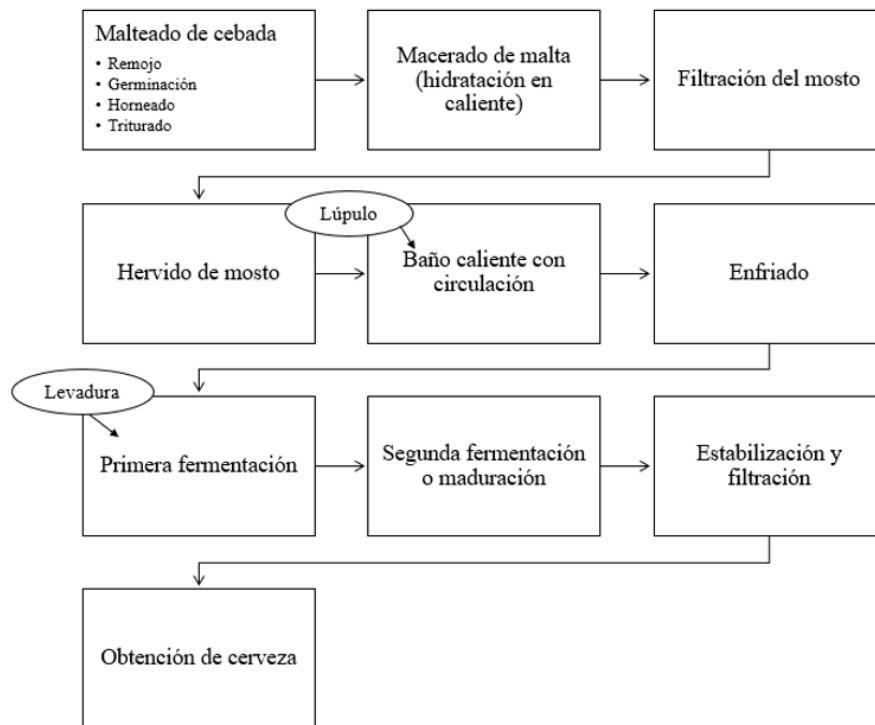 Malteado de cebada
• Remojo
• Germinación
• Horneado
• Triturado
Macerado de malta
(hidratación en
caliente)
Filtración del mosto
Hervido de mosto
Lúpulo
Baño caliente con
circulación
Enfriado
Levadura
Primera fermentación
Segunda fermentación
o maduración
Estabilización y
filtración
Obtención de cerveza